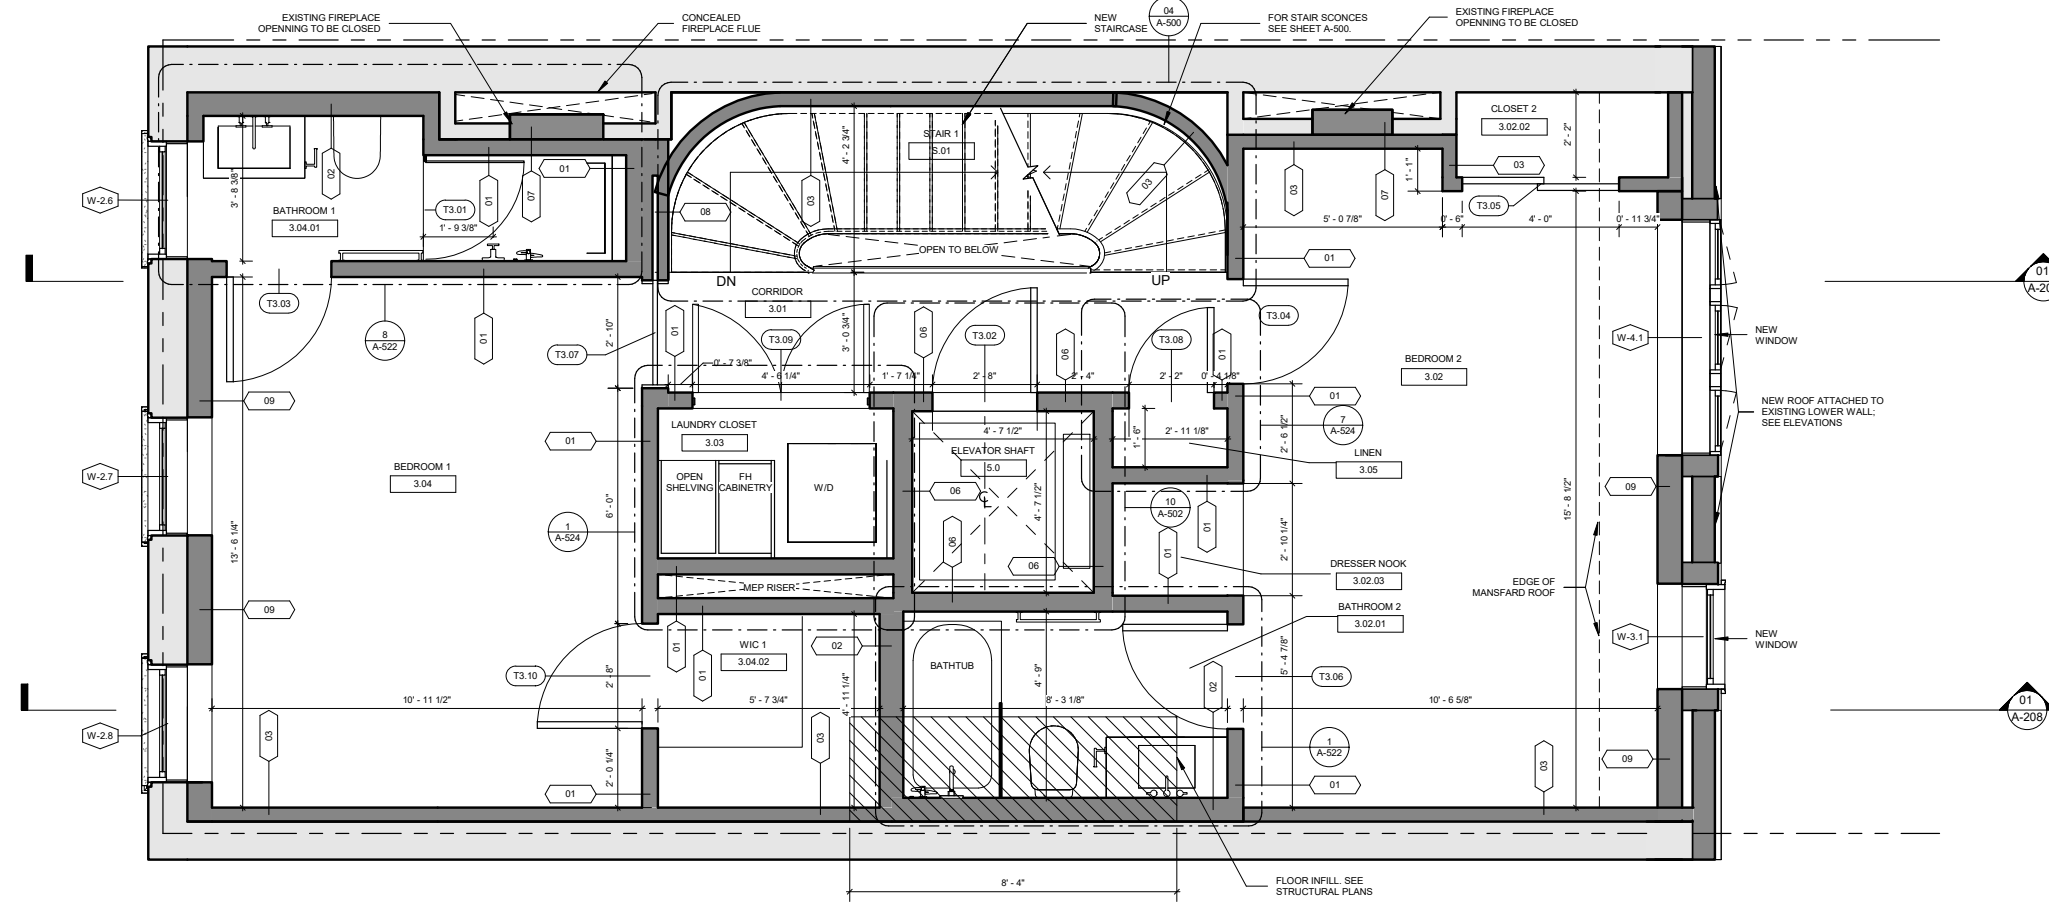 EXISTING FIREPLACE
OPENNING TO BE CLOSED
CONCEALED
FIREPLACE FLUE
NEW
STAIRCASE
04
A-500
FOR STAIR SCONCES
SEE SHEET A-500.
EXISTING FIREPLACE
OPENNING TO BE CLOSED
CLOSET 2
3.02.02
2' - 2"
STAIR 1
S.01
4' - 2 3/4"
03
03
01
02
01
07
3' - 8 3/8"
W-2.6
BATHROOM 1
3.04.01
T3.01
1' - 9 3/8"
08
03
07
1' - 1"
03
T3.05
5' - 0 7/8"
0' - 6"
4' - 0"
0' - 11 3/4"
OPEN TO BELOW
01
DN
UP
CORRIDOR
3.01
01
T3.03
8
A-522
01
2' - 10"
T3.07
01
T3.09
3' - 0 3/4"
06
T3.02
06
T3.08
01
T3.04
W-4.1
NEW
WINDOW
BEDROOM 2
3.02
0' - 7 3/8"
4' - 6 1/4"
1' - 7 1/4"
2' - 8"
2' - 4"
2' - 2"
0' - 4 1/8"
09
01
01
NEW ROOF ATTACHED TO
EXISTING LOWER WALL;
SEE ELEVATIONS
LAUNDRY CLOSET
3.03
4' - 7 1/2"
1' - 6"
2' - 11 1/8"
2' - 6 1/2"
7
A-524
ELEVATOR SHAFT
5.0
LINEN
3.05
W-2.7
BEDROOM 1
3.04
OPEN
SHELVING
FH
CABINETRY
W/D
06
4' - 7 1/2"
09
15' - 8 1/2"
6' - 0"
1
A-524
13' - 6 1/4"
06
06
10
A-502
01
01
2' - 10 1/4"
DRESSER NOOK
3.02.03
EDGE OF
MANSFARD ROOF
MEP RISER
09
BATHROOM 2
3.02.01
W-3.1
NEW
WINDOW
01
01
WIC 1
3.04.02
02
BATHTUB
4' - 9"
T3.10
2' - 8"
02
T3.06
5' - 4 7/8"
10' - 11 1/2"
5' - 7 3/4"
4' - 11 1/4"
8' - 3 1/8"
10' - 6 5/8"
01
A-208
W-2.8
03
03
1
A-522
03
09
2' - 0 1/4"
01
01
8' - 4"
FLOOR INFILL. SEE
STRUCTURAL PLANS